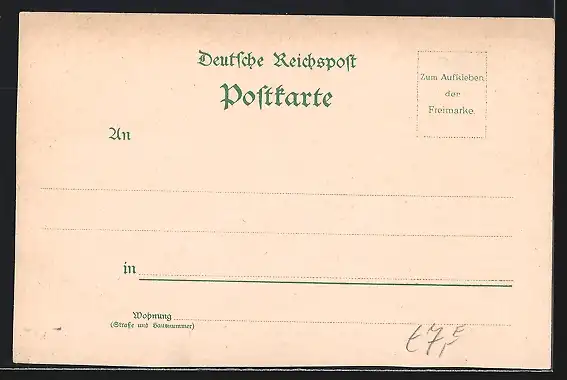 Deutsche Reichspost
Postkarte
Zum Aufkleben
der
Freimarke.
An
in
Wohnung
(Straße und Hausnummer)